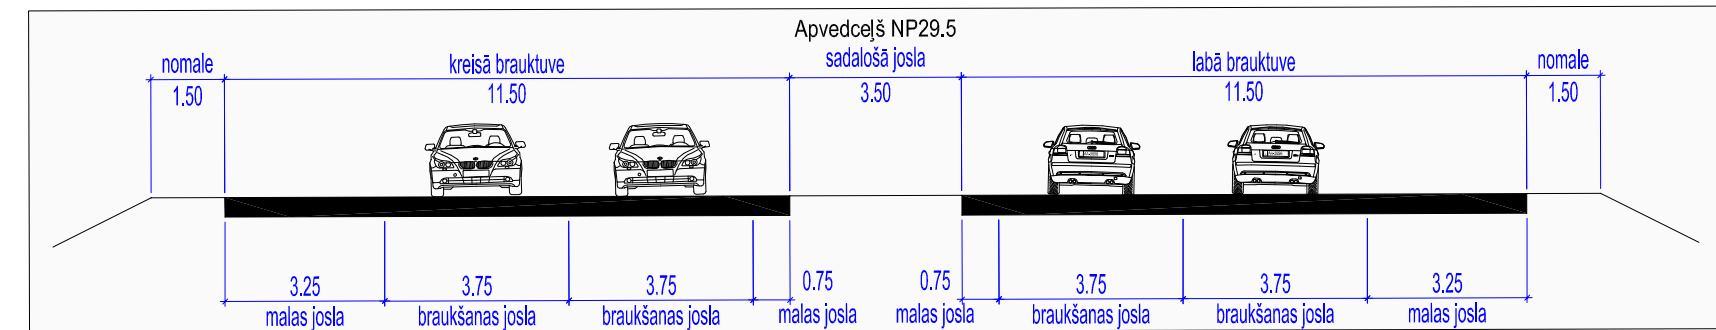 Apvedceļš NP29.5
nomale
kreisā brauktuve
sadalošā josla
labā brauktuve
nomale
1.50
11.50
3.50
11.50
1.50
3.25
3.75
3.75
0.75
0.75
3.75
3.75
3.25
malas josla
braukšanas josla
braukšanas josla
malas josla
malas josla
braukšanas josla
braukšanas josla
malas josla